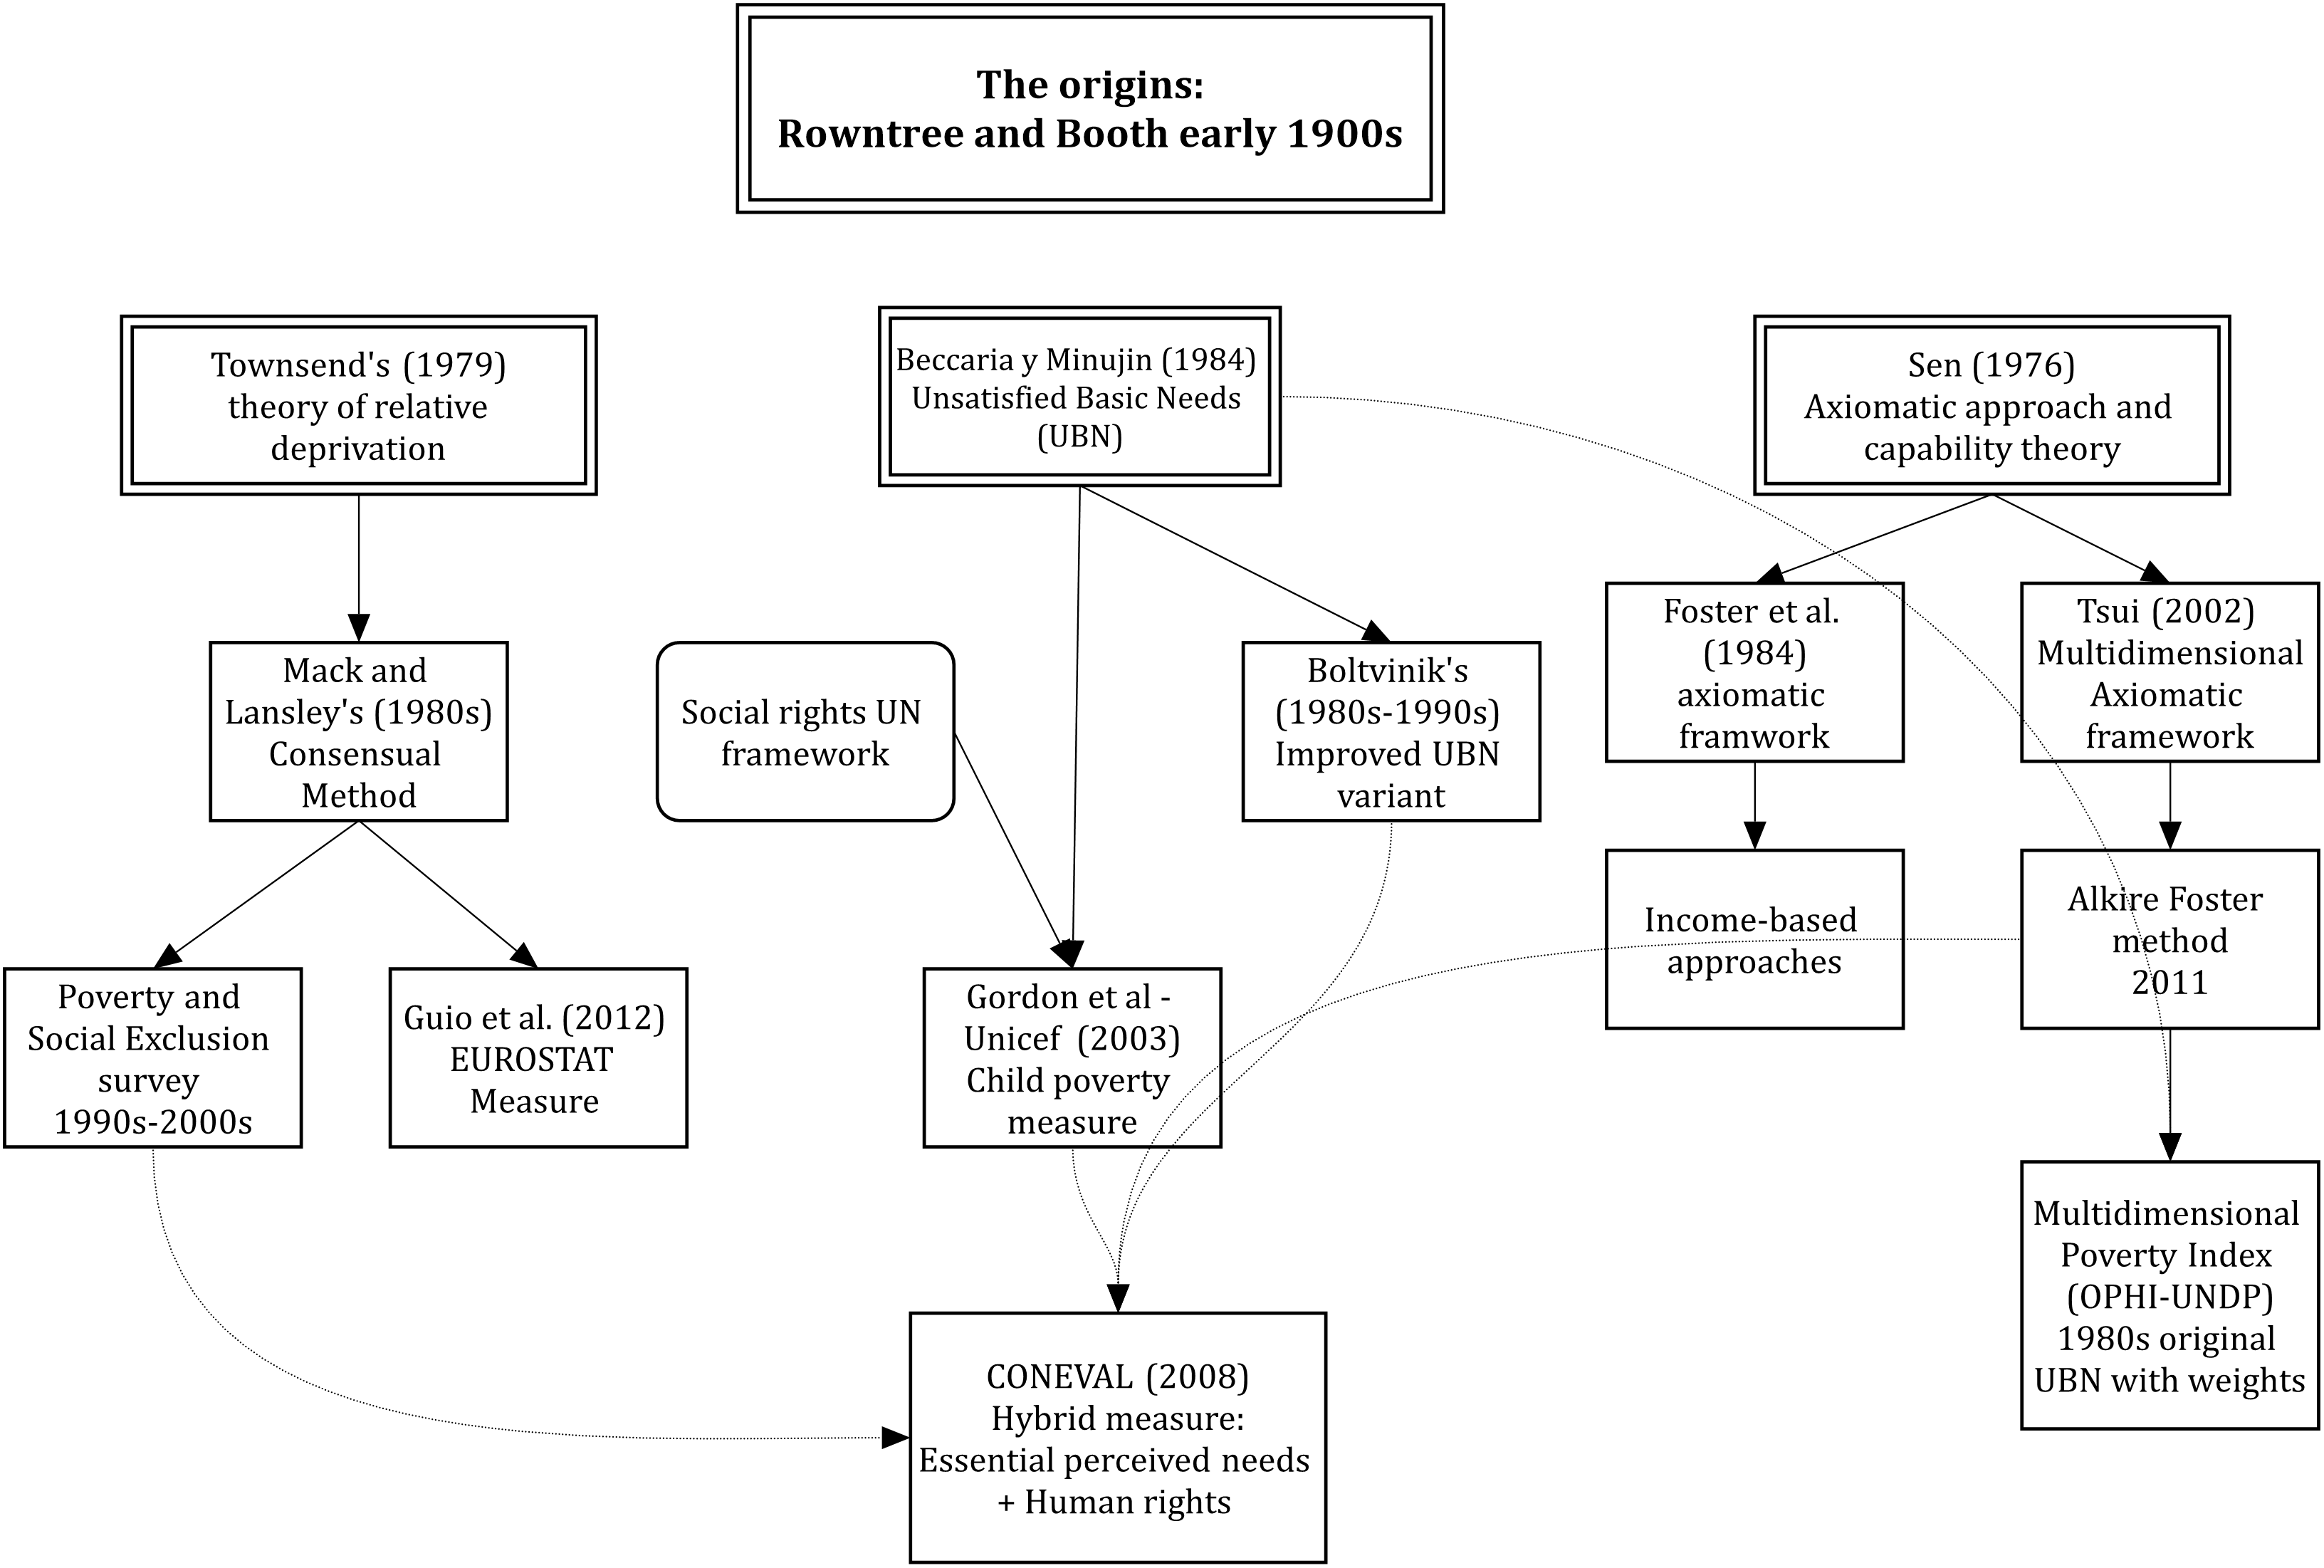 The origins:
Rowntree and Booth early 1900s
Townsend's (1979)
theory of relative
deprivation
Beccaria y Minujin (1984)
Unsatisfied Basic Needs
(UBN)
Sen (1976)
Axiomatic approach and
capability theory
Mack and
Lansley's (1980s)
Consensual
Method
Social rights UN
framework
Boltvinik's
(1980s-1990s)
Improved UBN
variant
Foster et al.
(1984)
axiomatic
framwork
Tsui (2002)
Multidimensional
Axiomatic
framework
Income-based
approaches
Alkire Foster
method
2011
Poverty and
Social Exclusion
survey
1990s-2000s
Guio et al. (2012)
EUROSTAT
Measure
Gordon et al -
Unicef (2003)
Child poverty
measure
Multidimensional
Poverty Index
(OPHI-UNDP)
1980s original
UBN with weights
CONEVAL (2008)
Hybrid measure:
Essential perceived needs
+ Human rights